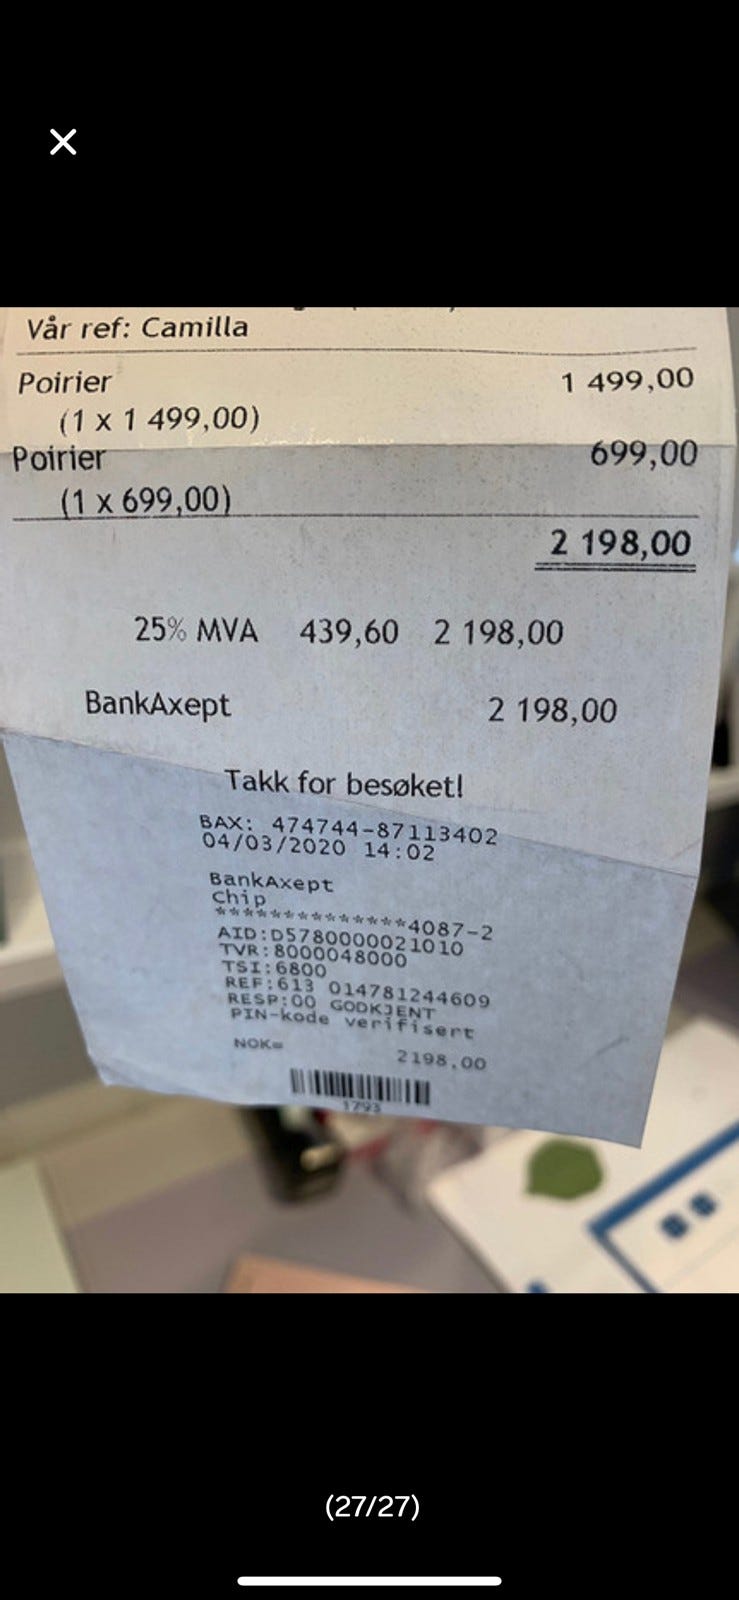 Vår ref: Camilla
Poirier 1 499,00
(1 x 1 499,00)
Poirier 699,00
(1 x 699,00)
2 198,00
25% MVA 439,60 2 198,00
BankAxept 2 198,00
Takk for besøket!
BAX: 474744-87113402
04/03/2020 14:02
BankAxept
Chip
**************4087-2
AID:D5780000021010
TVR:8000048000
TSI:6800
REF:613 014781244609
RESP:00 GODKJENT
PIN-kode verifisert
NOK= 2198,00
1793
(27/27)